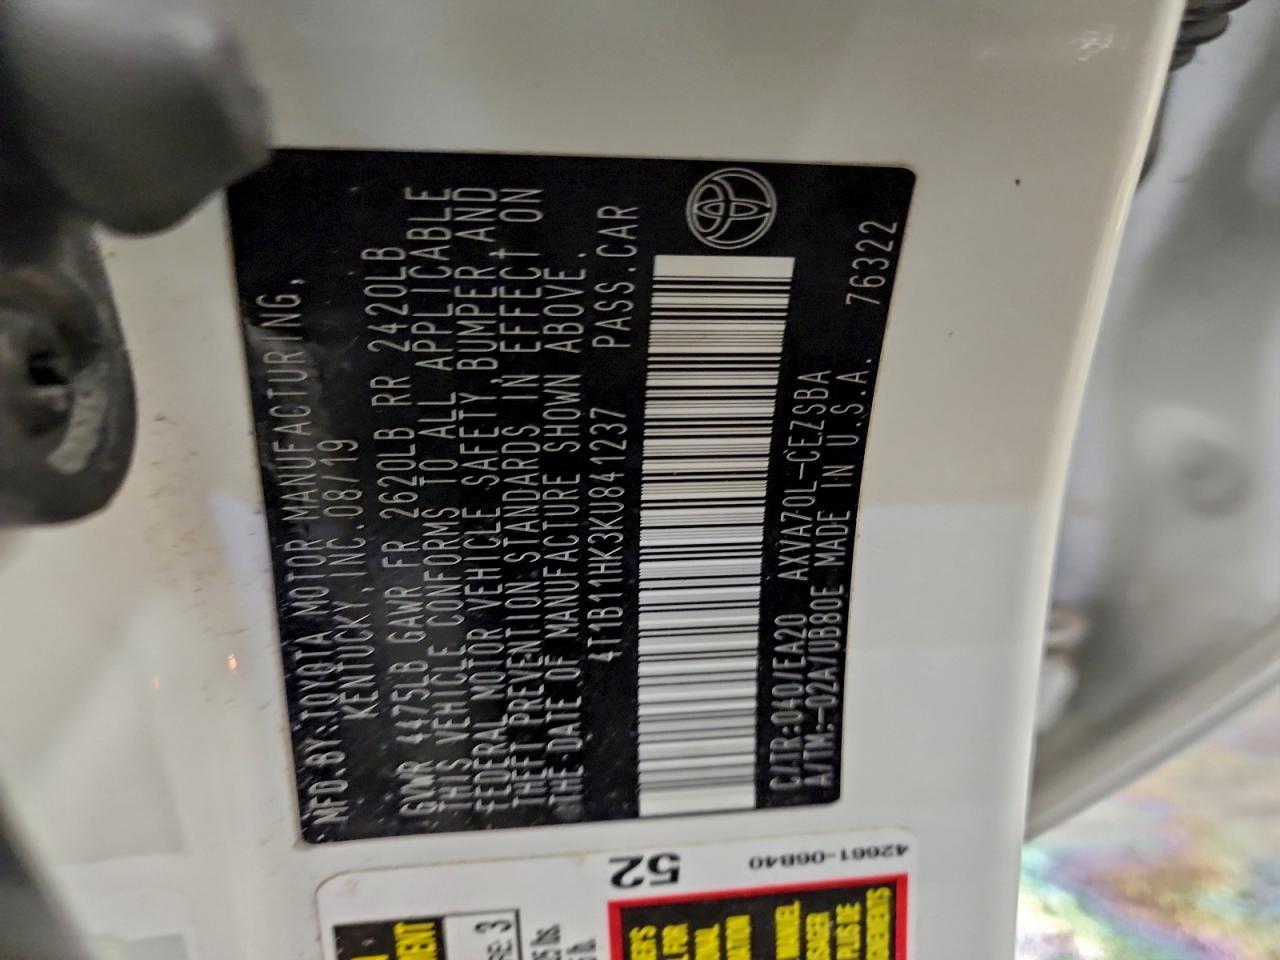 MFD.BY:TOYOTA MOTOR MANUFACTURING,
KENTUCKY, INC.08/19
GVWR 4475LB GAWR FR 2620LB RR 2420LB
THIS VEHICLE CONFORMS TO ALL APPLICABLE
FEDERAL MOTOR VEHICLE SAFETY,BUMPER AND
THEFT PREVENTION STANDARDS IN EFFECT ON
THE DATE OF MANUFACTURE SHOWN ABOVE.
4T1B11HK3KU841237 PASS.CAR
C/TR:040/EA20 AXVA70L-CEZSBA
A/TM:-02A/UB80E MADE IN U.S.A. 76322
52
42661-06B40
MANUEL
PLUS DE